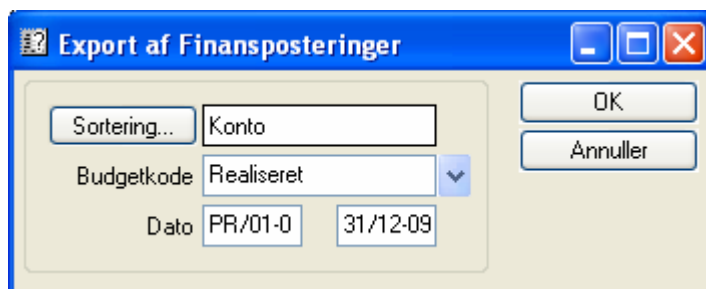 Export af Finansposteringer
Sortering... Konto
OK
Annuller
Budgetkode Realiseret
Dato PR/01-0 31/12-09